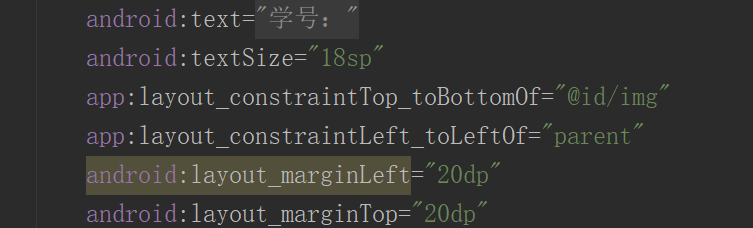 android:text="学号："
android:textSize="18sp"
app:layout_constraintTop_toBottomOf="@id/img"
app:layout_constraintLeft_toLeftOf="parent"
android:layout_marginLeft="20dp"
android:layout_marginTop="20dp"